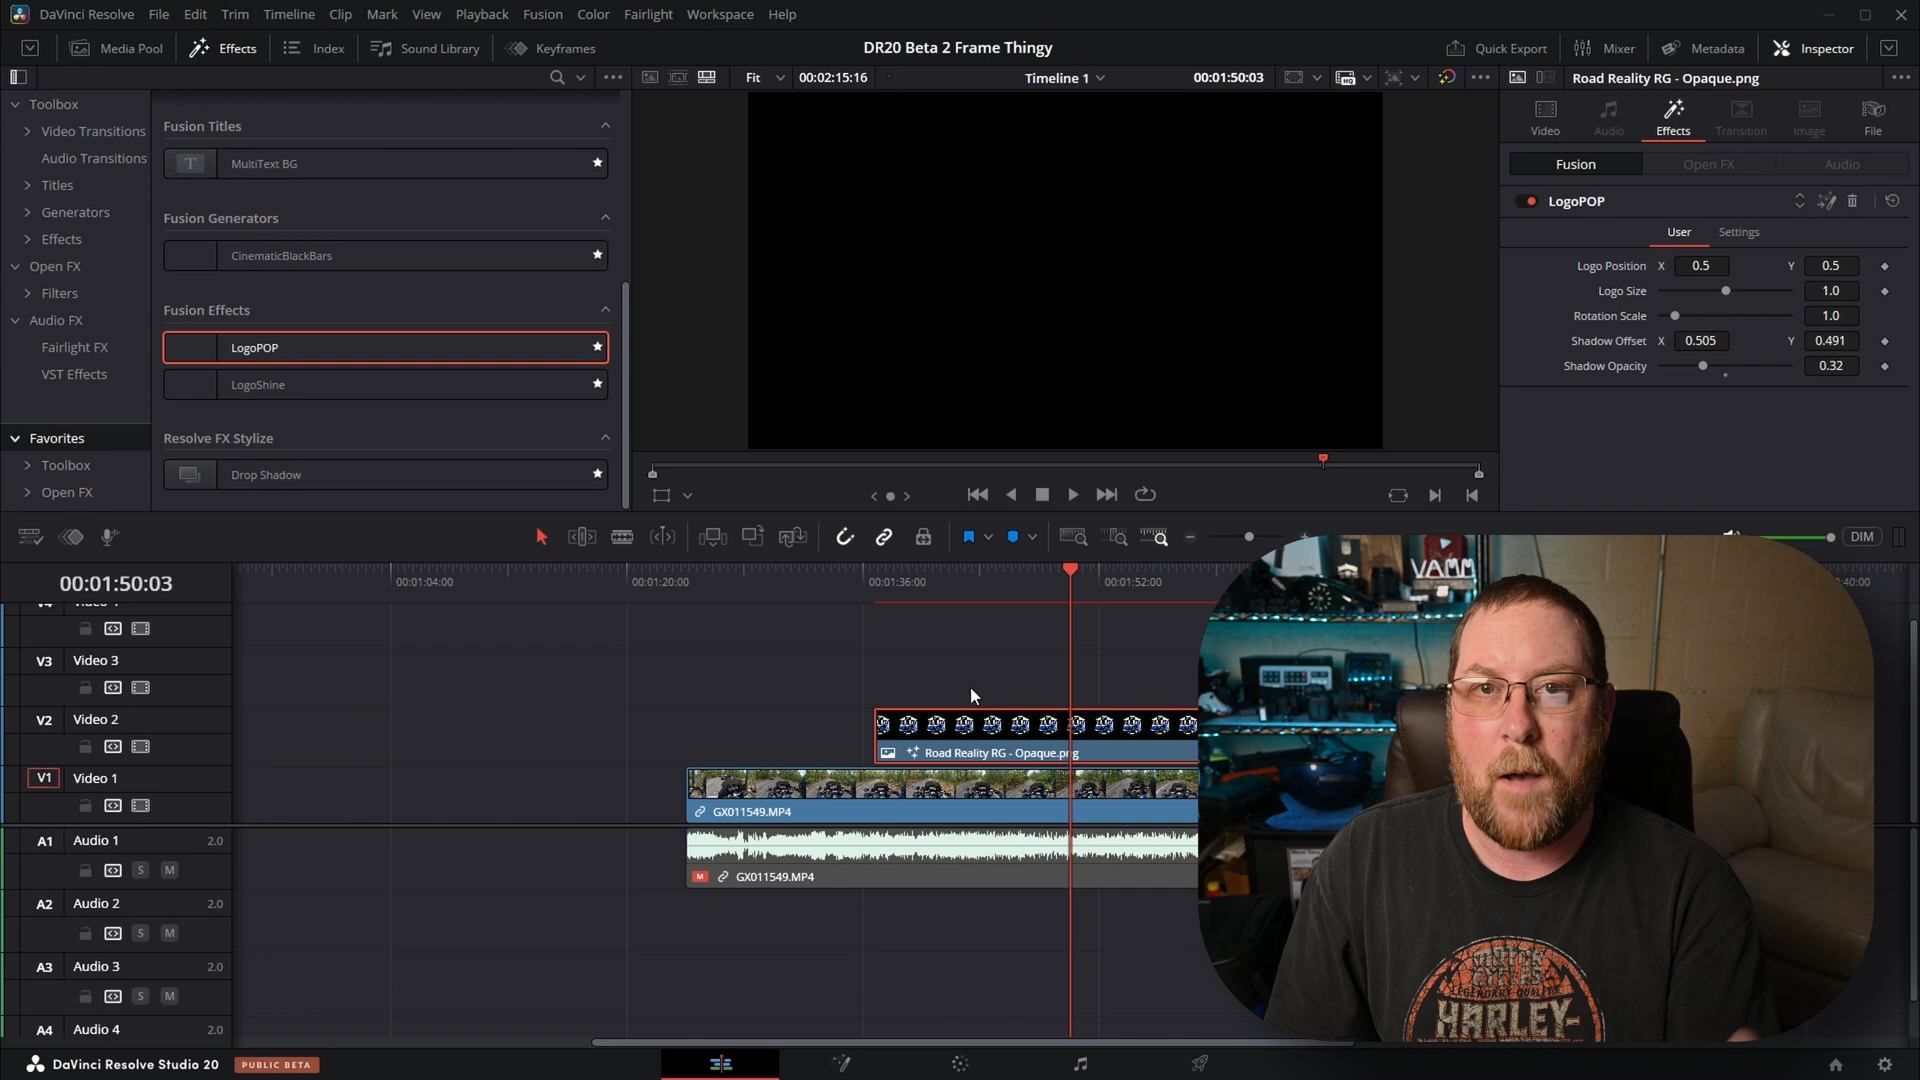 DaVinci Resolve File Edit Trim Timeline Clip Mark View Playback Fusion Color Fairlight Workspace Help
Media Pool Effects Index Sound Library Keyframes DR20 Beta 2 Frame Thingy Quick Export Mixer Metadata Inspector
Fit 00:02:15:16 Timeline 1 00:01:50:03 Road Reality RG - Opaque.png
Toolbox
Video Transitions
Audio Transitions
Titles
Generators
Effects
Open FX
Filters
Audio FX
Fairlight FX
VST Effects
Favorites
Toolbox
Open FX
Fusion Titles
T MultiText BG
Fusion Generators
CinematicBlackBars
Fusion Effects
LogoPOP
LogoShine
Resolve FX Stylize
Drop Shadow
Video Audio Effects Transition Image File
Fusion Open FX Audio
LogoPOP
User Settings
Logo Position X 0.5 Y 0.5
Logo Size 1.0
Rotation Scale 1.0
Shadow Offset X 0.505 Y 0.491
Shadow Opacity 0.32
DIM
00:01:50:03 00:01:04:00 00:01:20:00 00:01:36:00 00:01:52:00 :40:00
V3 Video 3
V2 Video 2
Road Reality RG - Opaque.png
V1 Video 1
GX011549.MP4
A1 Audio 1 2.0
S M
M GX011549.MP4
A2 Audio 2 2.0
S M
A3 Audio 3 2.0
S M
A4 Audio 4 2.0
VAMM
MOTOR
CYCLES
LEGENDARY QUALITY
HARLEY-
DaVinci Resolve Studio 20 PUBLIC BETA